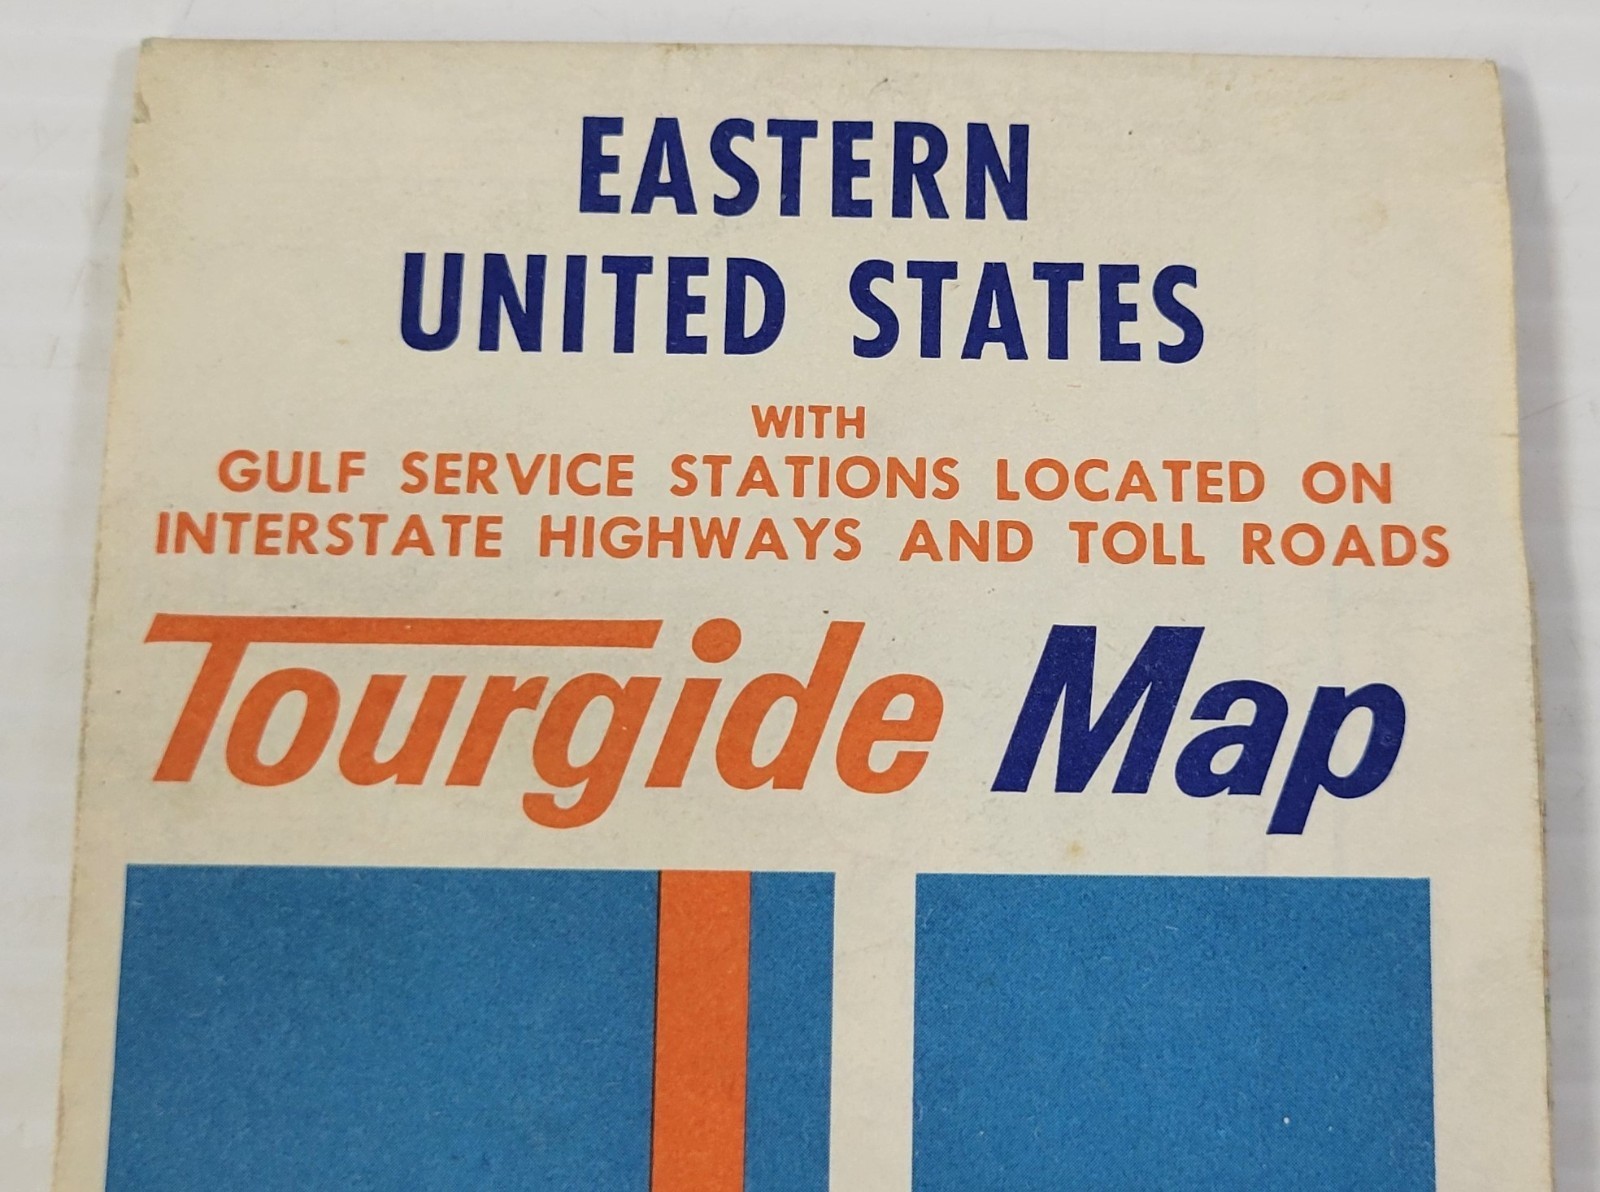 EASTERN
UNITED STATES
WITH
GULF SERVICE STATIONS LOCATED ON
INTERSTATE HIGHWAYS AND TOLL ROADS
Tourgide Map